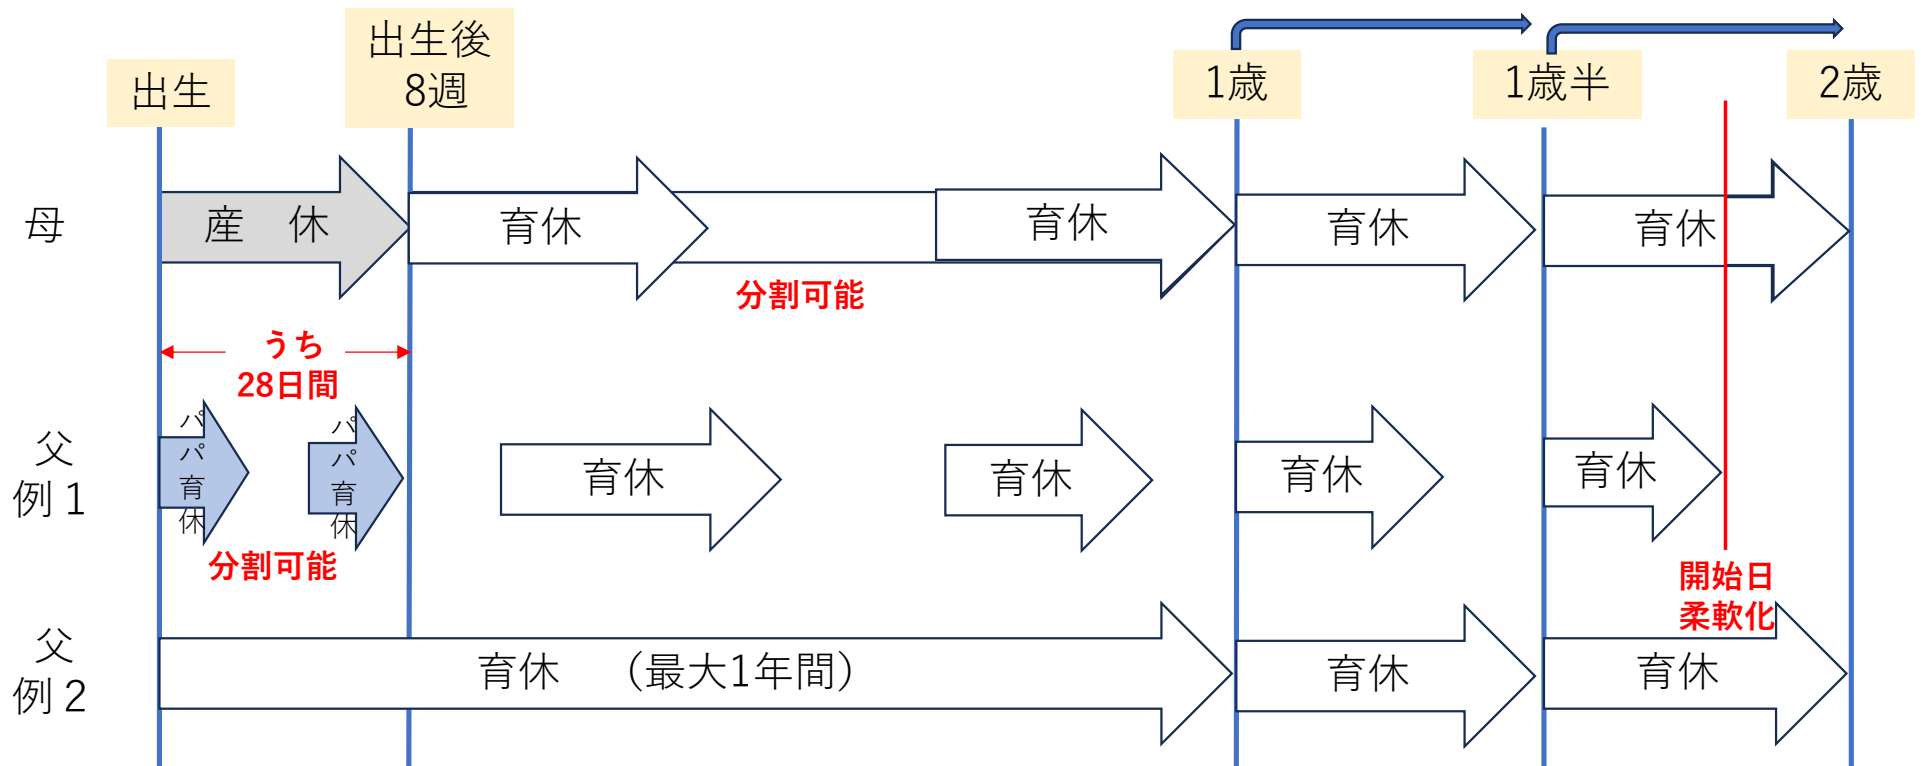 出生
出生後
8週
1歳
1歳半
2歳
母
産　休
育休
育休
育休
育休
分割可能
うち
28日間
父
例１
パパ育休
パパ育休
育休
育休
育休
育休
分割可能
開始日
柔軟化
父
例２
育休　（最大1年間）
育休
育休